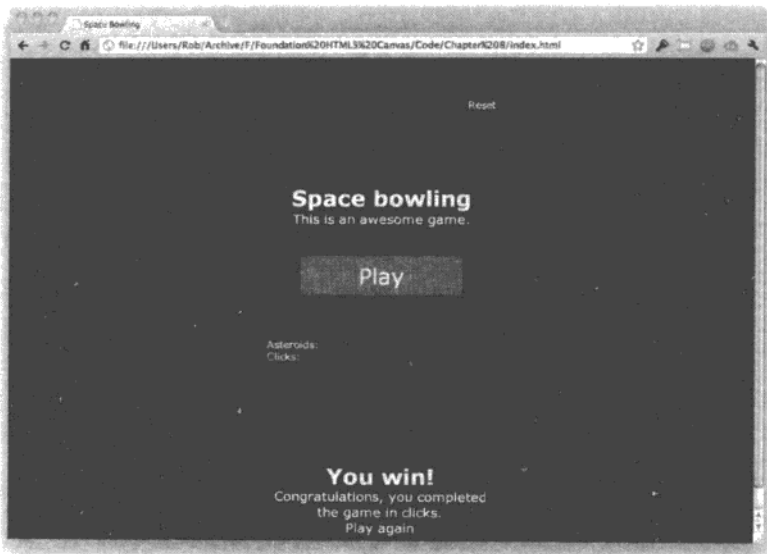 Space Bowling
file:///Users/Rob/Archive/F/Foundation%20HTML5%20Canvas/Code/Chapter%208/index.html
Reset
Space bowling
This is an awesome game.
Play
Asteroids:
Clicks:
You win!
Congratulations, you completed
the game in clicks.
Play again